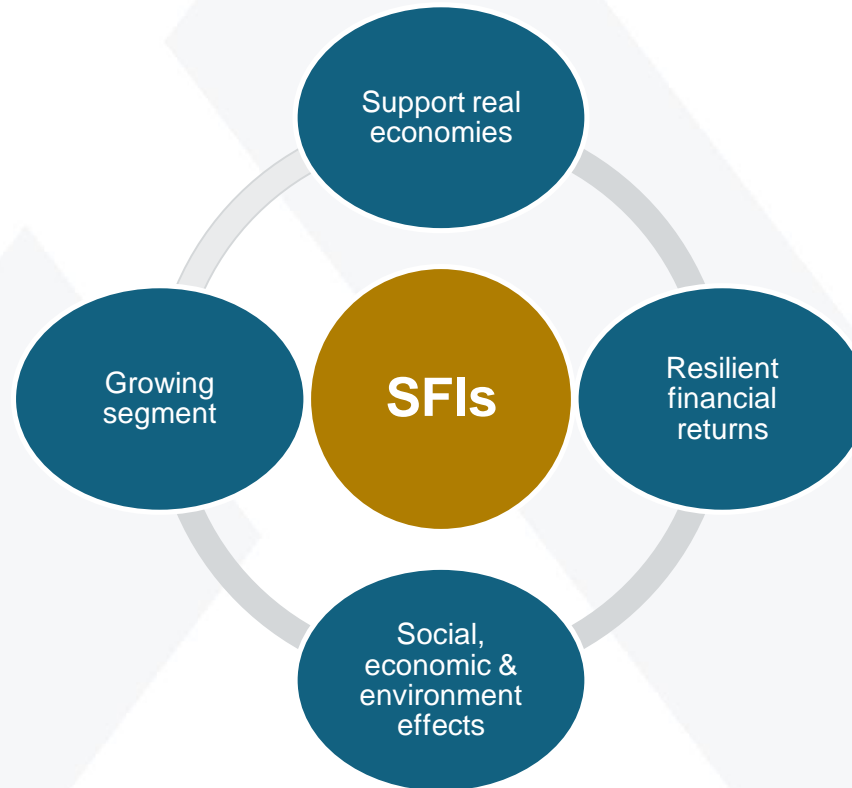 Support real
economies
Growing
segment
SFIs
Resilient
financial
returns
Social,
economic &
environment
effects